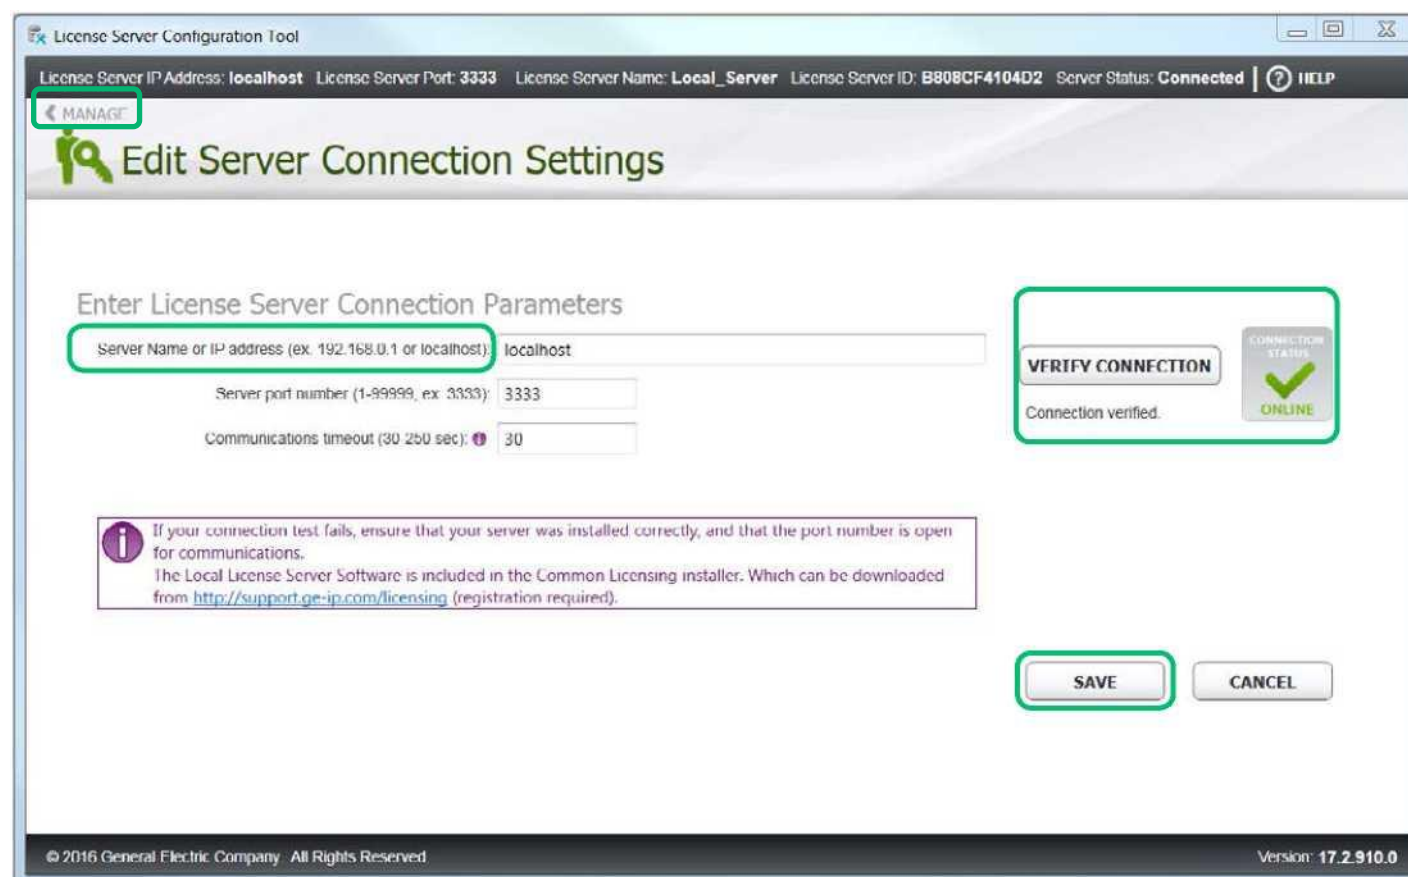 License Server Configuration Tool
License Server IP Address: localhost License Server Port: 3333 License Server Name: Local_Server License Server ID: B808CF4104D2 Server Status: Connected | ? HELP
MANAGE
Edit Server Connection Settings
Enter License Server Connection Parameters
Server Name or IP address (ex. 192.168.0.1 or localhost): localhost
Server port number (1-99999, ex. 3333): 3333
Communications timeout (30-250 sec): 30
VERIFY CONNECTION
Connection verified.
CONNECTION
STATUS
ONLINE
If your connection test fails, ensure that your server was installed correctly, and that the port number is open
for communications.
The Local License Server Software is included in the Common Licensing installer. Which can be downloaded
from http://support.ge-ip.com/licensing (registration required).
SAVE
CANCEL
© 2016 General Electric Company. All Rights Reserved
Version: 17.2.910.0